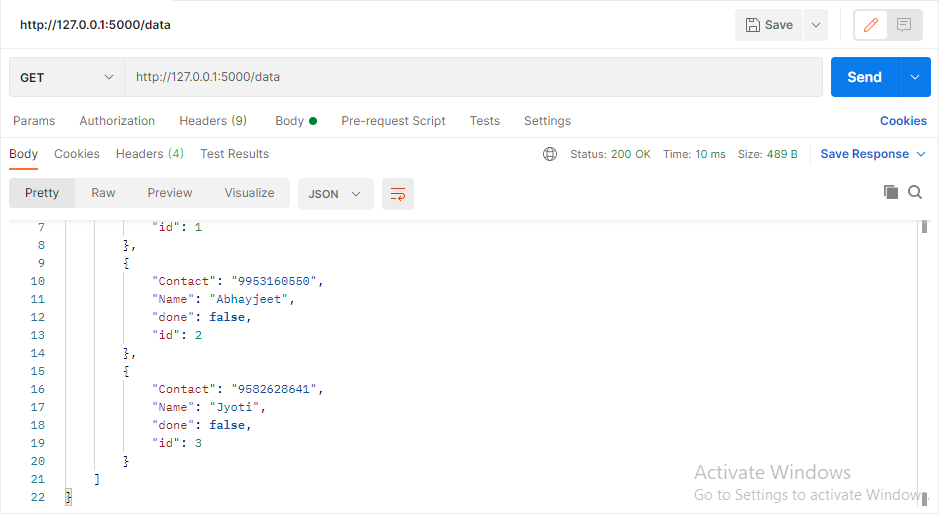 http://127.0.0.1:5000/data Save
GET http://127.0.0.1:5000/data Send
Params Authorization Headers (9) Body Pre-request Script Tests Settings Cookies
Body Cookies Headers (4) Test Results Status: 200 OK Time: 10 ms Size: 489 B Save Response
Pretty Raw Preview Visualize JSON
7 "id": 1
8 },
9 {
10 "Contact": "9953160550",
11 "Name": "Abhayjeet",
12 "done": false,
13 "id": 2
14 },
15 {
16 "Contact": "9582628641",
17 "Name": "Jyoti",
18 "done": false,
19 "id": 3
20 }
21 ]
22 }
Activate Windows
Go to Settings to activate Windows.